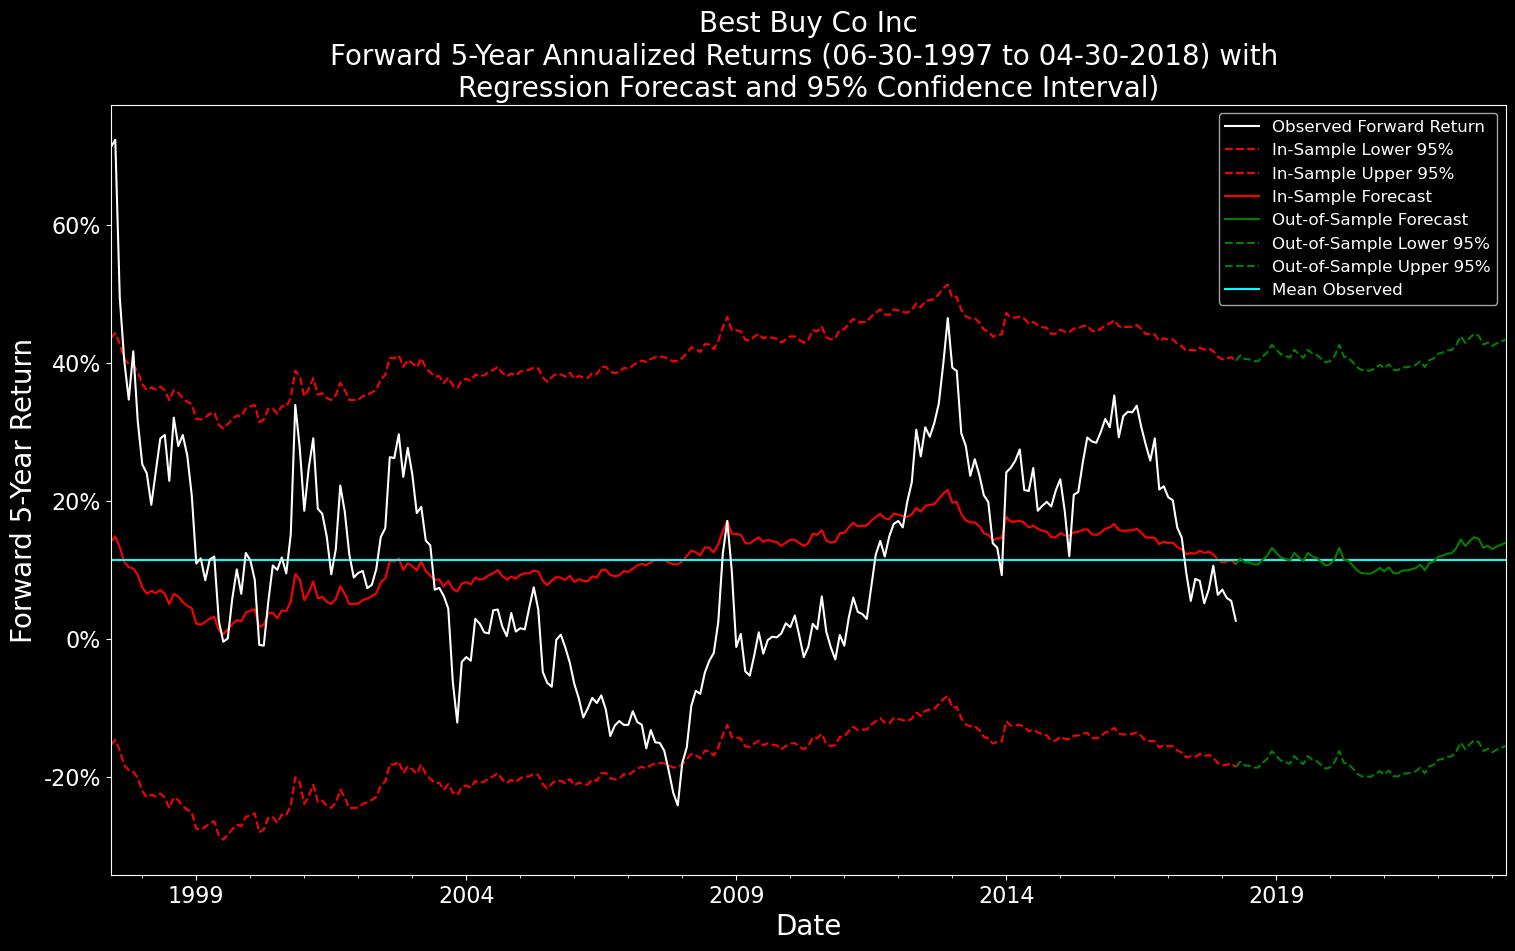 Best Buy Co Inc
Forward 5-Year Annualized Returns (06-30-1997 to 04-30-2018) with
Regression Forecast and 95% Confidence Interval)
Observed Forward Return
In-Sample Lower 95%
In-Sample Upper 95%
In-Sample Forecast
Out-of-Sample Forecast
Out-of-Sample Lower 95%
Out-of-Sample Upper 95%
Mean Observed
Forward 5-Year Return
60%
40%
20%
0%
-20%
1999
2004
2009
2014
2019
Date